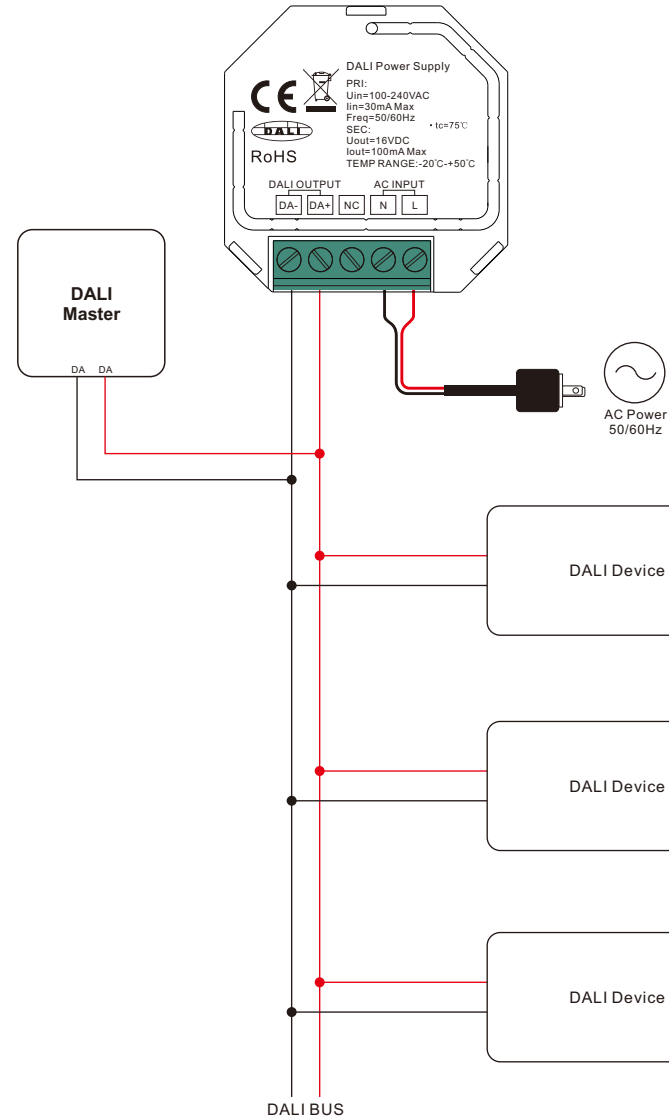 DALI Power Supply
PRI:
Uin=100-240VAC
Iin=30mA Max
Freq=50/60Hz
SEC:
• tc=75℃
Uout=16VDC
Iout=100mA Max
TEMP RANGE:-20℃-+50℃
CE
DALI
RoHS
DALI OUTPUT
AC INPUT
DA-
DA+
NC
N
L
DALI
Master
DA DA
AC Power
50/60Hz
DALI Device
DALI Device
DALI Device
DALI BUS